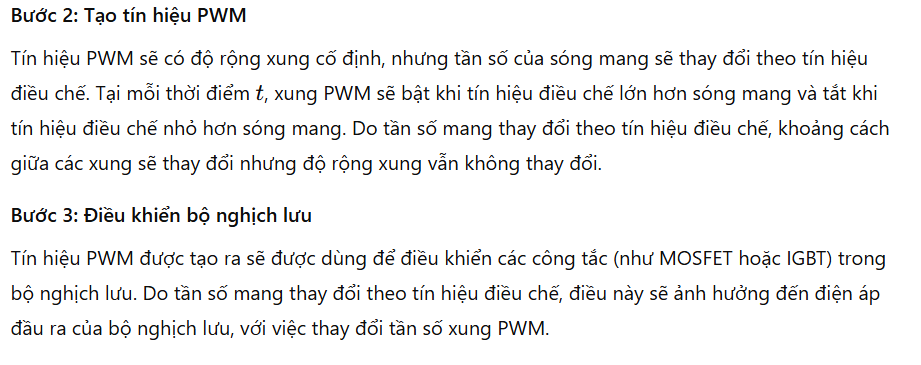 Bước 2: Tạo tín hiệu PWM
Tín hiệu PWM sẽ có độ rộng xung cố định, nhưng tần số của sóng mang sẽ thay đổi theo tín hiệu
điều chế. Tại mỗi thời điểm t, xung PWM sẽ bật khi tín hiệu điều chế lớn hơn sóng mang và tắt khi
tín hiệu điều chế nhỏ hơn sóng mang. Do tần số mang thay đổi theo tín hiệu điều chế, khoảng cách
giữa các xung sẽ thay đổi nhưng độ rộng xung vẫn không thay đổi.
Bước 3: Điều khiển bộ nghịch lưu
Tín hiệu PWM được tạo ra sẽ được dùng để điều khiển các công tắc (như MOSFET hoặc IGBT) trong
bộ nghịch lưu. Do tần số mang thay đổi theo tín hiệu điều chế, điều này sẽ ảnh hưởng đến điện áp
đầu ra của bộ nghịch lưu, với việc thay đổi tần số xung PWM.